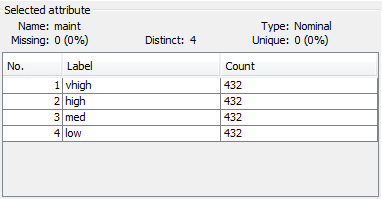 Selected attribute
Name: maint Type: Nominal
Missing: 0 (0%) Distinct: 4 Unique: 0 (0%)
No. Label Count
1 vhigh 432
2 high 432
3 med 432
4 low 432